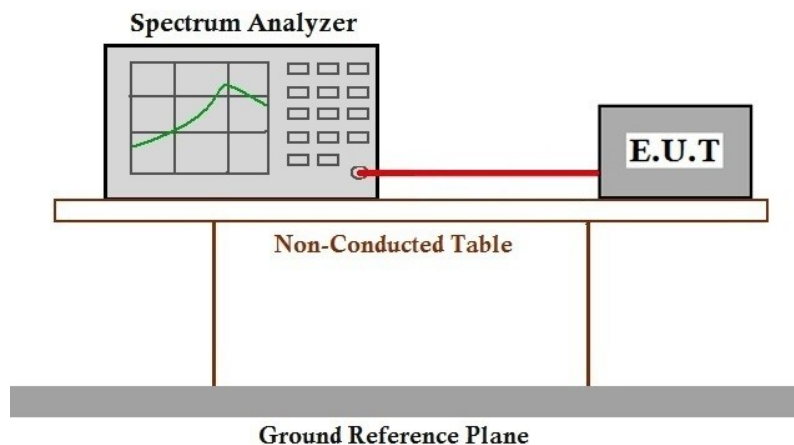 Spectrum Analyzer
E.U.T
Non-Conducted Table
Ground Reference Plane